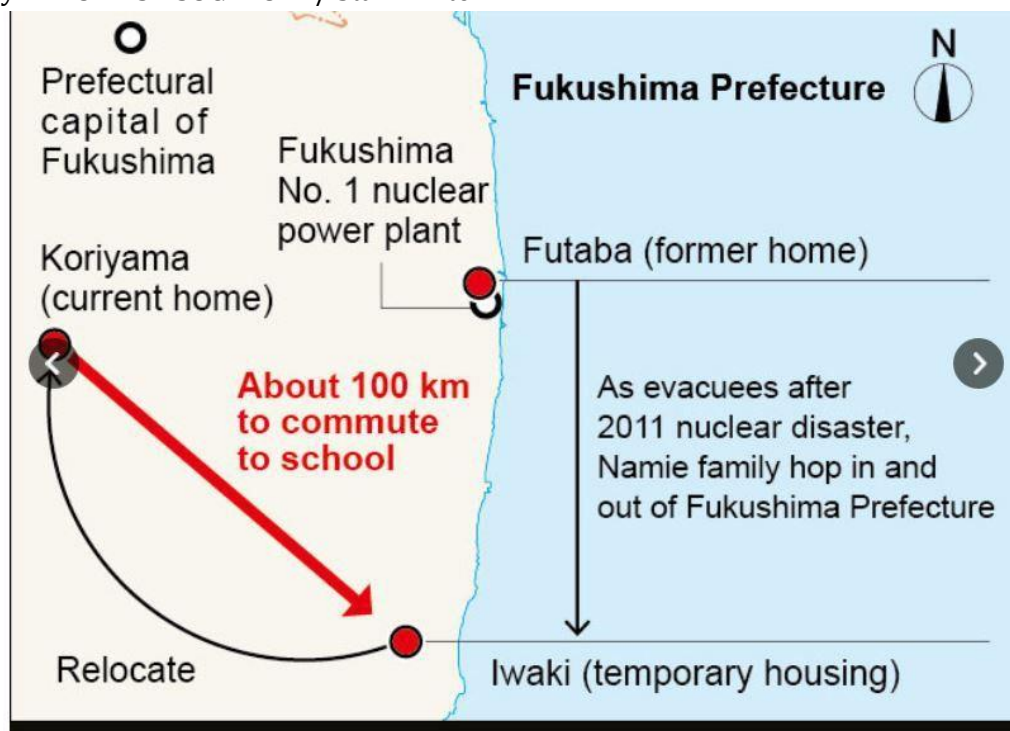 Prefectural
capital of
Fukushima
Fukushima Prefecture
N
Fukushima
No. 1 nuclear
power plant
Koriyama
(current home)
Futaba (former home)
About 100 km
to commute
to school
As evacuees after
2011 nuclear disaster,
Namie family hop in and
out of Fukushima Prefecture
Relocate
Iwaki (temporary housing)